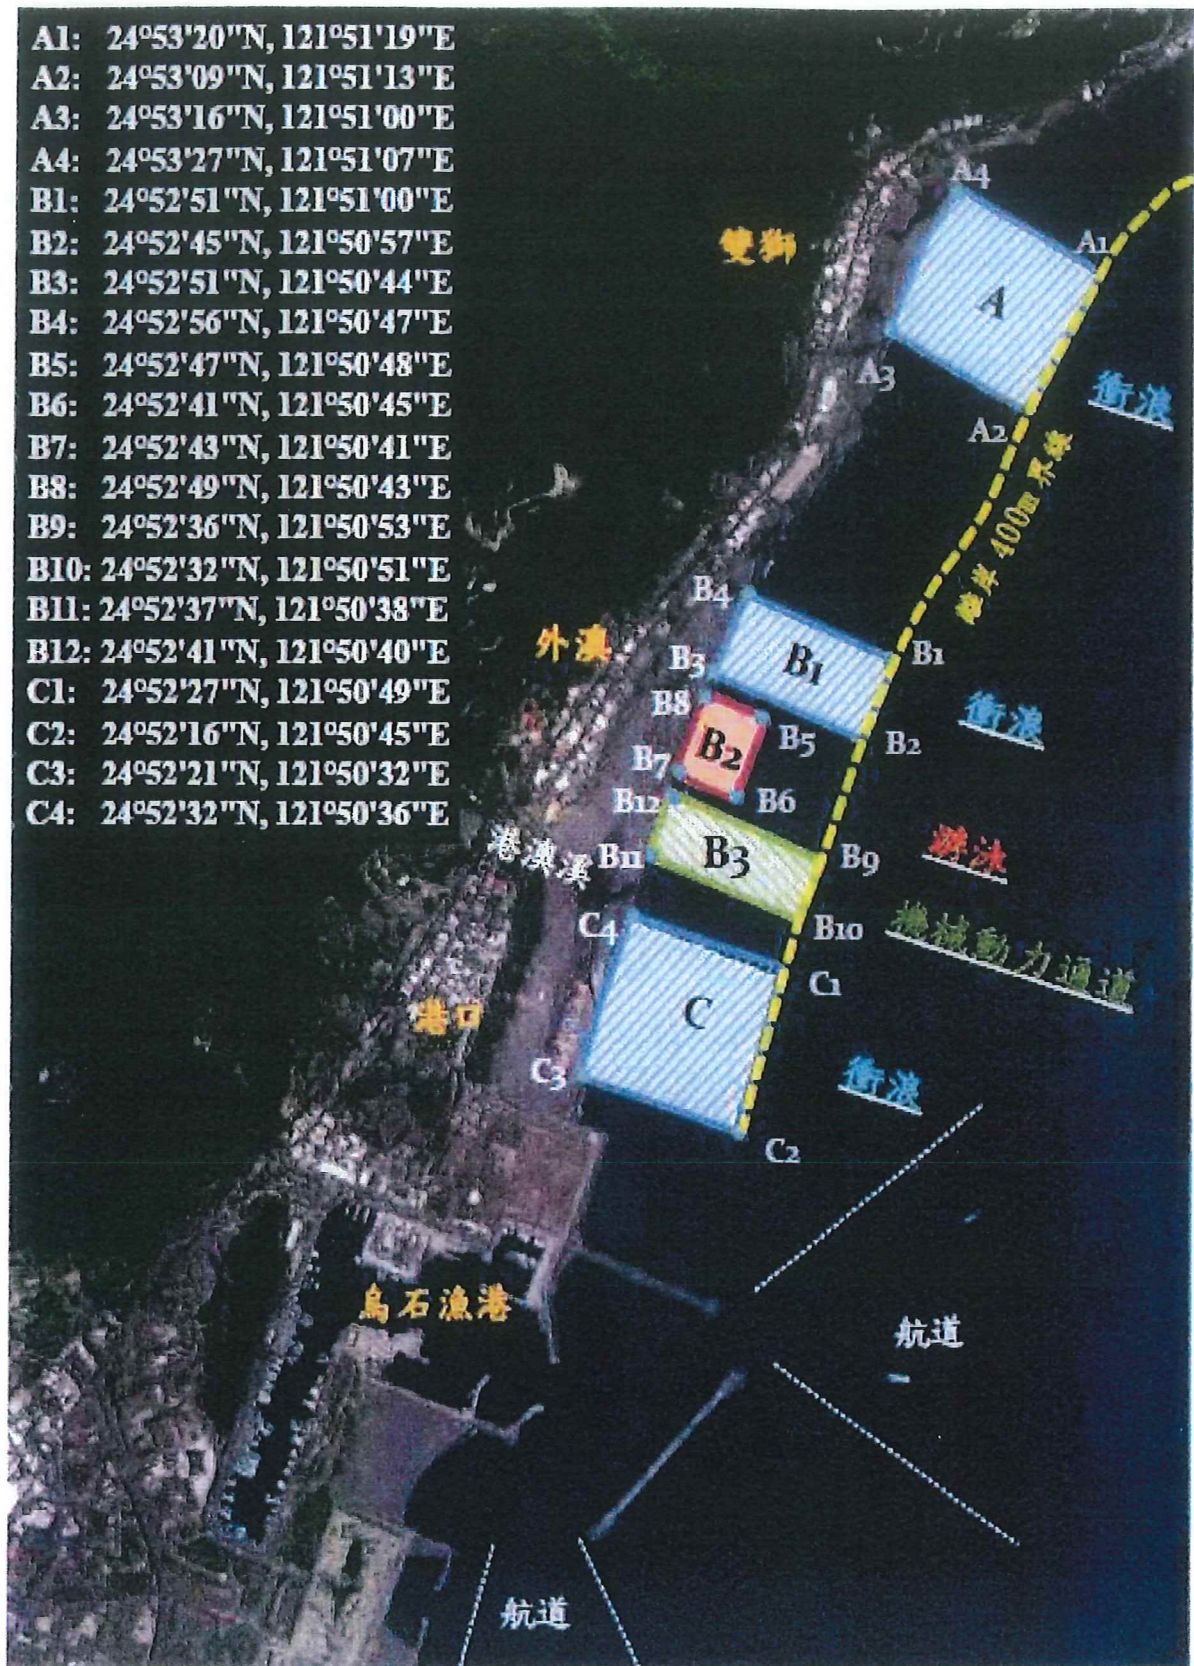 A1: 24°53'20"N, 121°51'19"E
A2: 24°53'09"N, 121°51'13"E
A3: 24°53'16"N, 121°51'00"E
A4: 24°53'27"N, 121°51'07"E
B1: 24°52'51"N, 121°51'00"E
B2: 24°52'45"N, 121°50'57"E
B3: 24°52'51"N, 121°50'44"E
B4: 24°52'56"N, 121°50'47"E
B5: 24°52'47"N, 121°50'48"E
B6: 24°52'41"N, 121°50'45"E
B7: 24°52'43"N, 121°50'41"E
B8: 24°52'49"N, 121°50'43"E
B9: 24°52'36"N, 121°50'53"E
B10: 24°52'32"N, 121°50'51"E
B11: 24°52'37"N, 121°50'38"E
B12: 24°52'41"N, 121°50'40"E
C1: 24°52'27"N, 121°50'49"E
C2: 24°52'16"N, 121°50'45"E
C3: 24°52'21"N, 121°50'32"E
C4: 24°52'32"N, 121°50'36"E
A4
雙獅
A1
A
A3
衝浪
A2
離岸 400m 界線
B4
外澳
B3
B1
B1
B8
衝浪
B2
B5
B2
B7
B12
B6
游泳
港澳溪
B11
B3
B9
機械動力通道
C4
B10
C1
C
港口
C3
衝浪
C2
烏石漁港
航道
航道